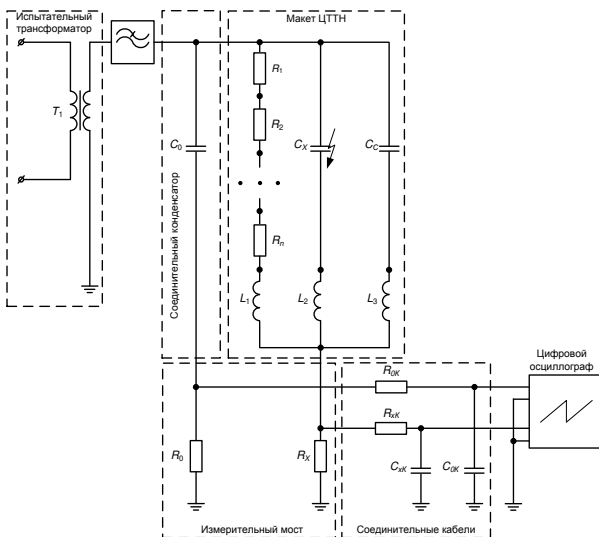 Испытательный
трансформатор
Макет ЦТТН
T1
Соединительный конденсатор
C0
R1
R2
Rn
CX
CC
L1
L2
L3
R0K
RxK
Цифровой
осциллограф
R0
RX
CxK
C0K
Измерительный мост
Соединительные кабели